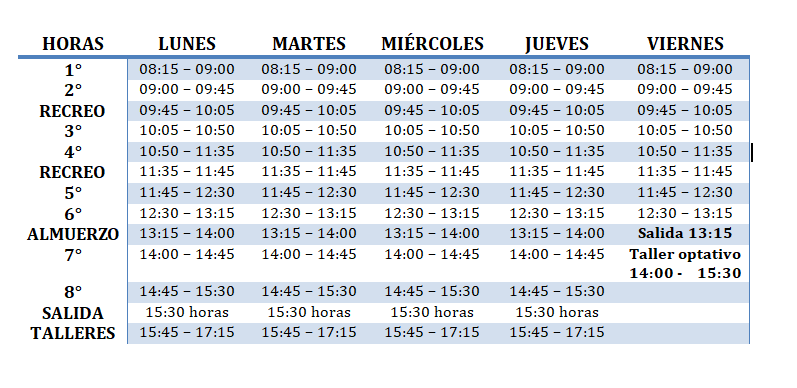 HORAS LUNES MARTES MIÉRCOLES JUEVES VIERNES
1° 08:15 – 09:00 08:15 – 09:00 08:15 – 09:00 08:15 – 09:00 08:15 – 09:00
2° 09:00 – 09:45 09:00 – 09:45 09:00 – 09:45 09:00 – 09:45 09:00 – 09:45
RECREO 09:45 – 10:05 09:45 – 10:05 09:45 – 10:05 09:45 – 10:05 09:45 – 10:05
3° 10:05 – 10:50 10:05 – 10:50 10:05 – 10:50 10:05 – 10:50 10:05 – 10:50
4° 10:50 – 11:35 10:50 – 11:35 10:50 – 11:35 10:50 – 11:35 10:50 – 11:35
RECREO 11:35 – 11:45 11:35 – 11:45 11:35 – 11:45 11:35 – 11:45 11:35 – 11:45
5° 11:45 – 12:30 11:45 – 12:30 11:45 – 12:30 11:45 – 12:30 11:45 – 12:30
6° 12:30 – 13:15 12:30 – 13:15 12:30 – 13:15 12:30 – 13:15 12:30 – 13:15
ALMUERZO 13:15 – 14:00 13:15 – 14:00 13:15 – 14:00 13:15 – 14:00 Salida 13:15
7° 14:00 – 14:45 14:00 – 14:45 14:00 – 14:45 14:00 – 14:45 Taller optativo
14:00 - 15:30
8° 14:45 – 15:30 14:45 – 15:30 14:45 – 15:30 14:45 – 15:30
SALIDA 15:30 horas 15:30 horas 15:30 horas 15:30 horas
TALLERES 15:45 – 17:15 15:45 – 17:15 15:45 – 17:15 15:45 – 17:15